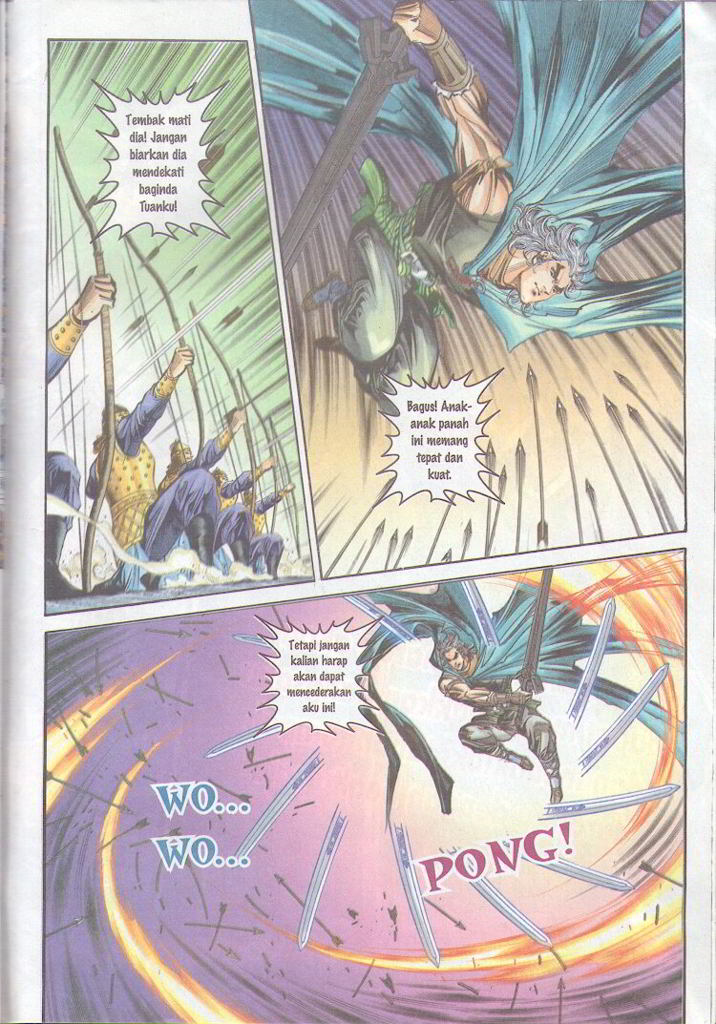 Tembak mati
dia! Jangan
biarkan dia
mendekati
baginda
Tuanku!
Bagus! Anak-
anak panah
ini memang
tepat dan
kuat.
Tetapi jangan
kalian harap
akan dapat
mencederakan
aku ini!
WO...
WO...
PONG!